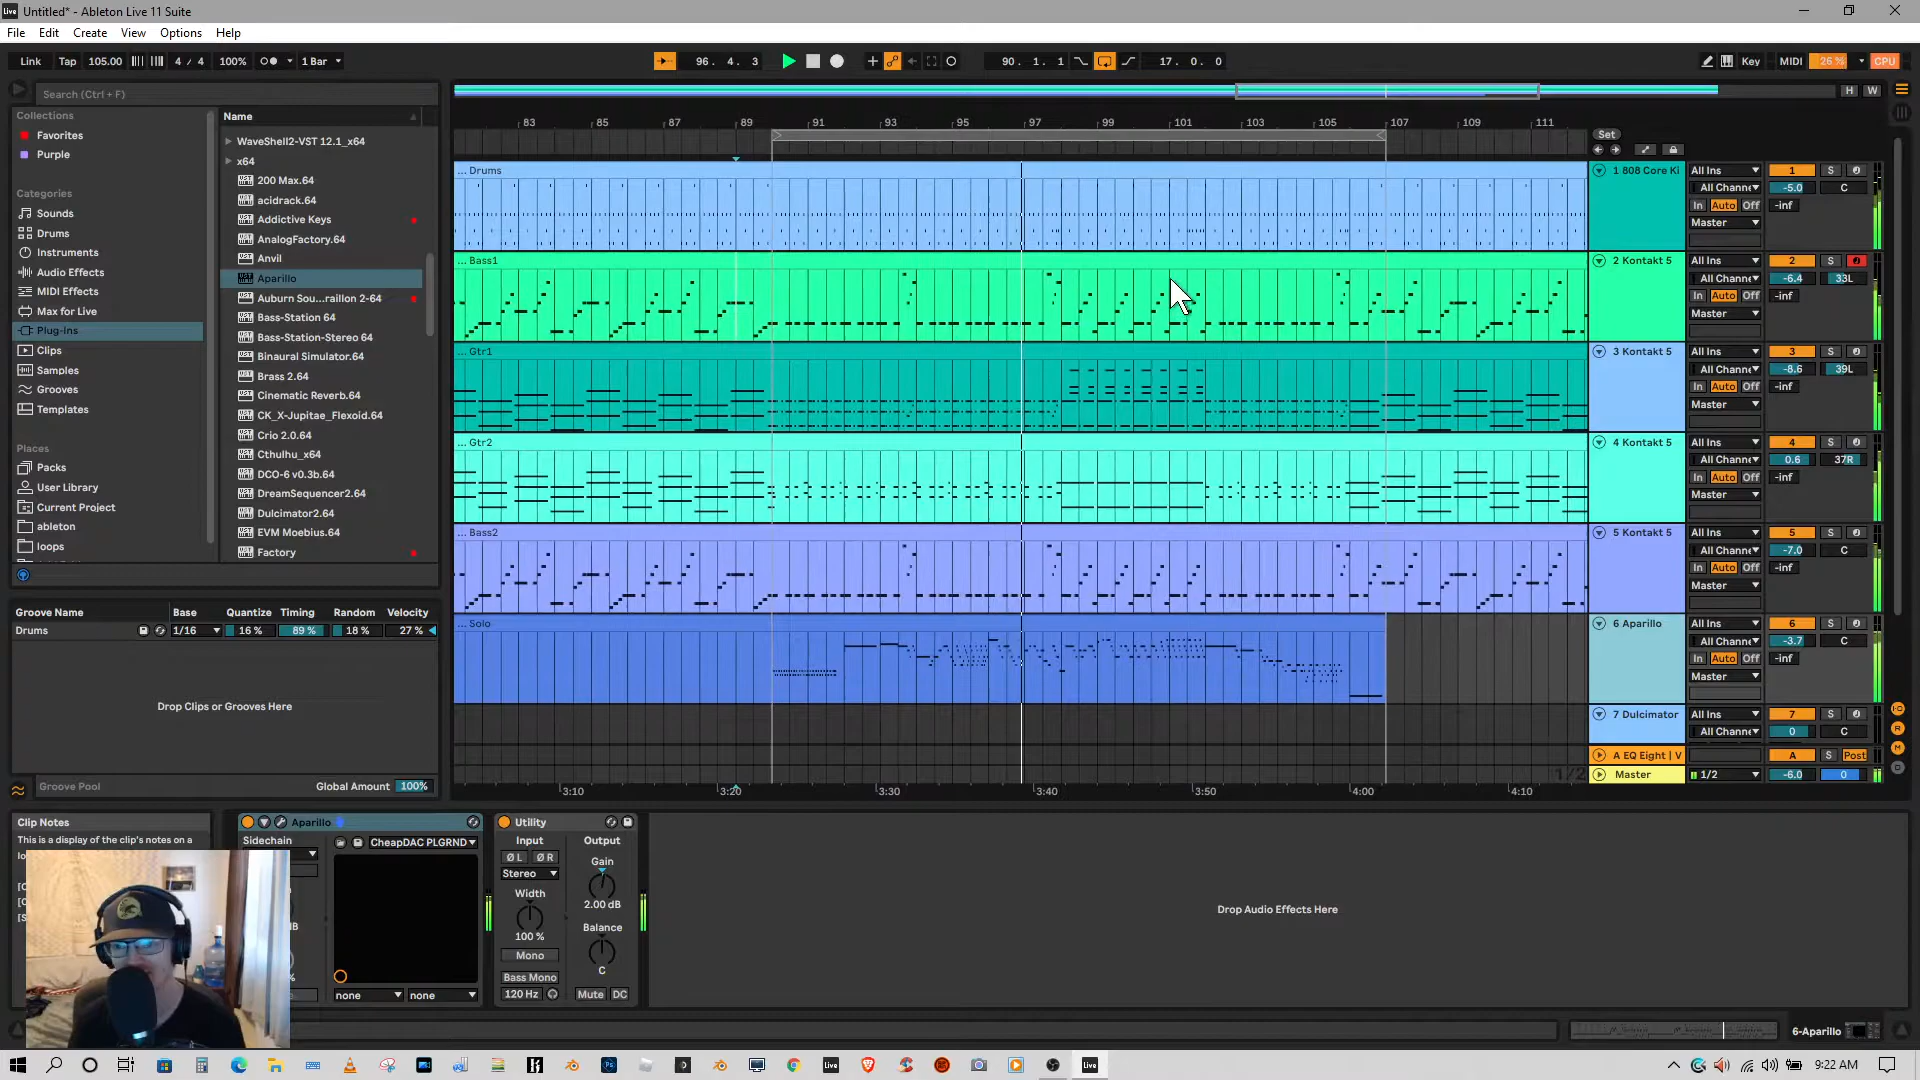 Untitled* - Ableton Live 11 Suite
File Edit Create View Options Help
Link Tap 105.00 4 / 4 100% 1 Bar 96. 4. 3 90. 1. 1 17. 0. 0 Key MIDI 26 % CPU
Search (Ctrl + F)
H W
Collections
Favorites
Purple
Categories
Sounds
Drums
Instruments
Audio Effects
MIDI Effects
Max for Live
Plug-Ins
Clips
Samples
Grooves
Templates
Places
Packs
User Library
Current Project
ableton
loops
Name
WaveShell2-VST 12.1_x64
x64
200 Max.64
acidrack.64
Addictive Keys
AnalogFactory.64
Anvil
Aparillo
Auburn Sou...raillon 2-64
Bass-Station 64
Bass-Station-Stereo 64
Binaural Simulator.64
Brass 2.64
Cinematic Reverb.64
CK_X-Jupitae_Flexoid.64
Crio 2.0.64
Cthulhu_x64
DCO-6 v0.3b.64
DreamSequencer2.64
Dulcimator2.64
EVM Moebius.64
Factory
Groove Name Base Quantize Timing Random Velocity
Drums 1/16 16 % 89 % 18 % 27 %
Drop Clips or Grooves Here
Groove Pool Global Amount 100%
83 85 87 89 91 93 95 97 99 101 103 105 107 109 111
Set
... Drums
1 808 Core Ki All Ins 1 S
All Channe -5.0 C
In Auto Off -inf
Master
... Bass1
2 Kontakt 5 All Ins 2 S
All Channe -6.4 33L
In Auto Off -inf
Master
... Gtr1
3 Kontakt 5 All Ins 3 S
All Channe -8.6 39L
In Auto Off -inf
Master
... Gtr2
4 Kontakt 5 All Ins 4 S
All Channe 0.6 37R
In Auto Off -inf
Master
... Bass2
5 Kontakt 5 All Ins 5 S
All Channe -7.0 C
In Auto Off -inf
Master
... Solo
6 Aparillo All Ins 6 S
All Channe -3.7 C
In Auto Off -inf
Master
7 Dulcimator All Ins 7 S
All Channe 0 C
A EQ Eight | V A S Post
1/2 Master 1/2 -6.0 0
3:10 3:20 3:30 3:40 3:50 4:00 4:10
Clip Notes
This is a display of the clip's notes on a
Aparillo
Sidechain
CheapDAC PLGRND
none none
Utility
Input Output
Ø L Ø R
Gain
Stereo
Width
2.00 dB
Balance
100 %
Mono
C
Bass Mono
120 Hz Mute DC
Drop Audio Effects Here
6-Aparillo
9:22 AM